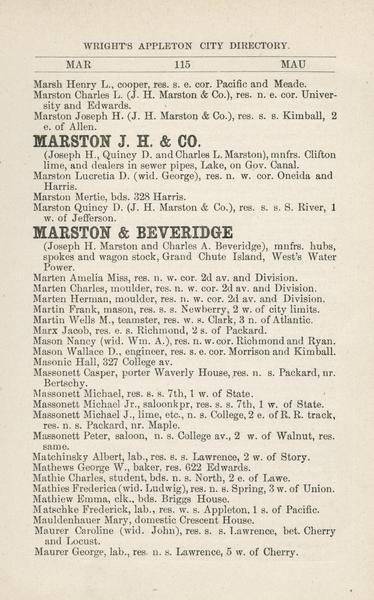 WRIGHT'S APPLETON CITY DIRECTORY.
MAR 115 MAU
Marsh Henry L., cooper, res. s. e. cor. Pacific and Meade.
Marston Charles L. (J. H. Marston & Co.), res. n. e. cor. Univer-
sity and Edwards.
Marston Joseph H. (J. H. Marston & Co.), res. s. s. Kimball, 2
e. of Allen.
MARSTON J. H. & CO.
(Joseph H., Quincy D. and Charles L. Marston), mnfrs. Clifton
lime, and dealers in sewer pipes, Lake, on Gov. Canal.
Marston Lucretia D. (wid. George), res. n. w. cor. Oneida and
Harris.
Marston Mertie, bds. 328 Harris.
Marston Quincy D. (J. H. Marston & Co.), res. s. s. S. River, 1
w. of Jefferson.
MARSTON & BEVERIDGE
(Joseph H. Marston and Charles A. Beveridge), mnfrs. hubs,
spokes and wagon stock, Grand Chute Island, West's Water
Power.
Marten Amelia Miss, res. n. w. cor. 2d av. and Division.
Marten Charles, moulder, res. n. w. cor. 2d av. and Division.
Marten Herman, moulder, res. n. w. cor. 2d av. and Division.
Martin Frank, mason, res. s. s. Newberry, 2 w. of city limits.
Martin Wells M., teamster, res. w. s. Clark, 3 n. of Atlantic.
Marx Jacob, res. e. s. Richmond, 2 s. of Packard.
Mason Nancy (wid. Wm. A.), res. n. w. cor. Richmond and Ryan.
Mason Wallace D., engineer, res. s. e. cor. Morrison and Kimball.
Masonic Hall, 327 College av.
Massonett Casper, porter Waverly House, res. n. s. Packard, nr.
Bertschy.
Massonett Michael, res. s. s. 7th, 1 w. of State.
Massonett Michael Jr., saloonkpr, res. s. s. 7th, 1 w. of State.
Massonett Michael J., lime, etc., n. s. College, 2 e. of R. R. track,
res. n. s. Packard, nr. Maple.
Massonett Peter, saloon, n. s. College av., 2 w. of Walnut, res.
same.
Matchinsky Albert, lab., res. s. s. Lawrence, 2 w. of Story.
Mathews George W., baker, res. 622 Edwards.
Mathie Charles, student, bds. n. s. North, 2 e. of Lawe.
Mathies Frederica (wid. Ludwig), res. n. s. Spring, 3 w. of Union.
Mathiew Emma, clk., bds. Briggs House.
Matschke Frederick, lab., res. w. s. Appleton, 1 s. of Pacific.
Mauldenhauer Mary, domestic Crescent House.
Maurer Caroline (wid. John), res. s. s. Lawrence, bet. Cherry
and Locust.
Maurer George, lab., res. n. s. Lawrence, 5 w. of Cherry.